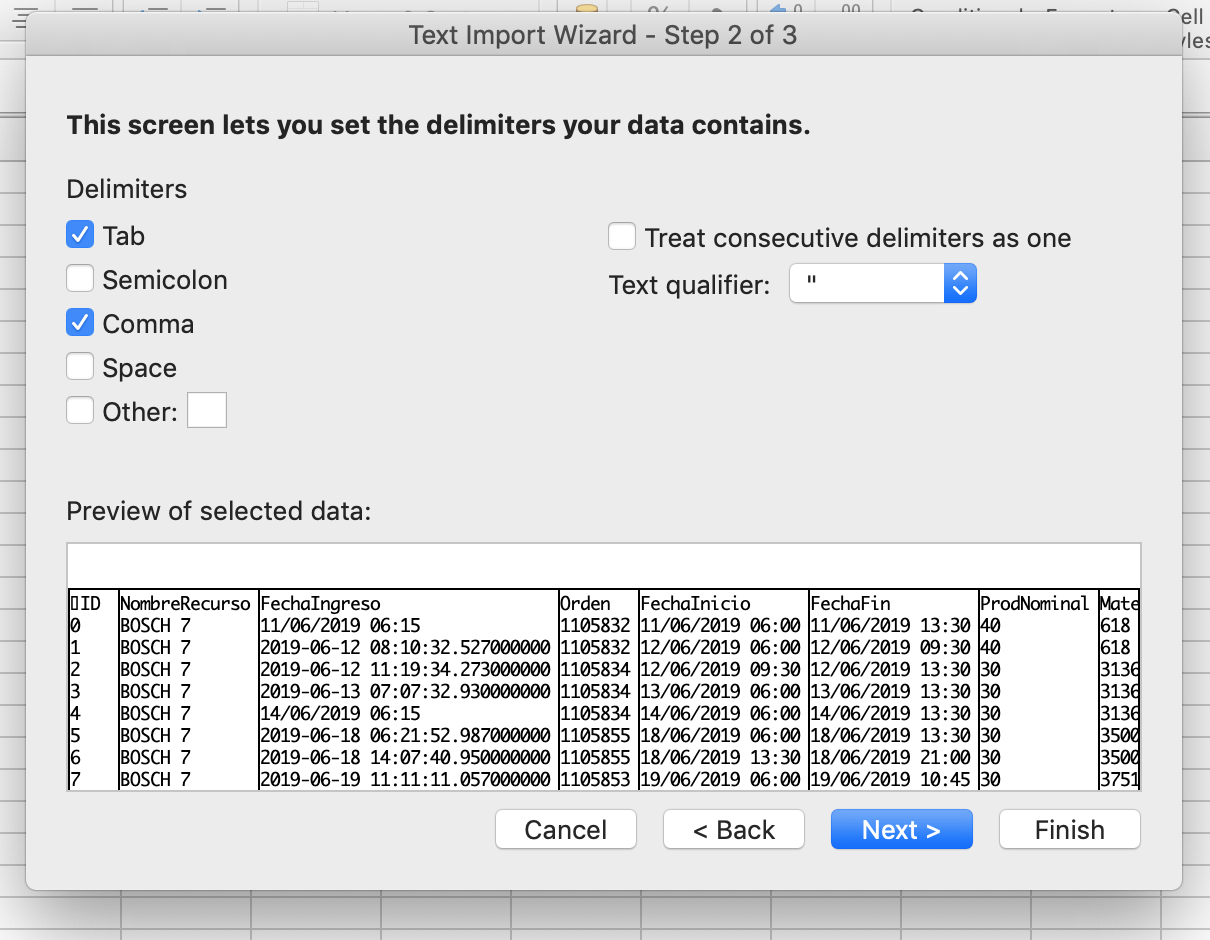 Cell
Text Import Wizard - Step 2 of 3
This screen lets you set the delimiters your data contains.
Delimiters
Tab
Treat consecutive delimiters as one
Semicolon
Text qualifier: "
Comma
Space
Other:
Preview of selected data:
ID NombreRecurso FechaIngreso Orden FechaInicio FechaFin ProdNominal Mate
0 BOSCH 7 11/06/2019 06:15 1105832 11/06/2019 06:00 11/06/2019 13:30 40 618
1 BOSCH 7 2019-06-12 08:10:32.527000000 1105832 12/06/2019 06:00 12/06/2019 09:30 40 618
2 BOSCH 7 2019-06-12 11:19:34.273000000 1105834 12/06/2019 09:30 12/06/2019 13:30 30 3136
3 BOSCH 7 2019-06-13 07:07:32.930000000 1105834 13/06/2019 06:00 13/06/2019 13:30 30 3136
4 BOSCH 7 14/06/2019 06:15 1105834 14/06/2019 06:00 14/06/2019 13:30 30 3136
5 BOSCH 7 2019-06-18 06:21:52.987000000 1105855 18/06/2019 06:00 18/06/2019 13:30 30 3500
6 BOSCH 7 2019-06-18 14:07:40.950000000 1105855 18/06/2019 13:30 18/06/2019 21:00 30 3500
7 BOSCH 7 2019-06-19 11:11:11.057000000 1105853 19/06/2019 06:00 19/06/2019 10:45 30 3751
Cancel < Back Next > Finish